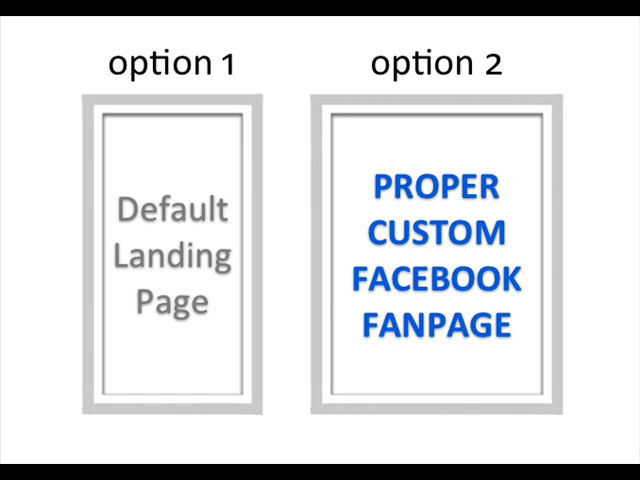 option 1
Default
Landing
Page
option 2
PROPER
CUSTOM
FACEBOOK
FANPAGE